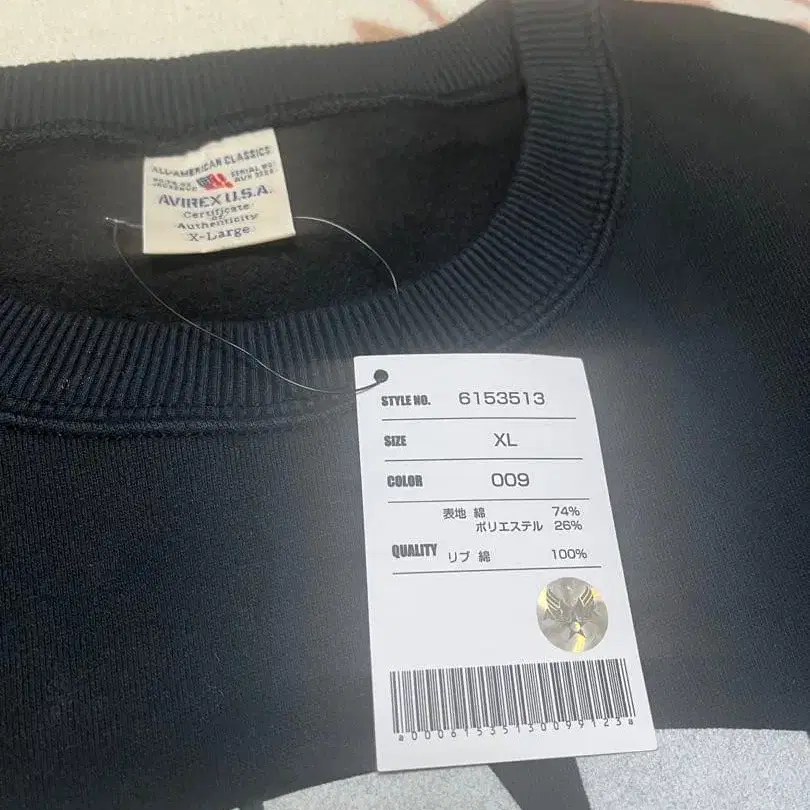 ALL-AMERICAN CLASSICS
AVIREX U.S.A.
Certificate
of
Authenticity
X-Large
STYLE NO. 6153513
SIZE XL
COLOR 009
表地 綿 74%
ポリエステル 26%
QUALITY リブ 綿 100%
a00061535130099123a